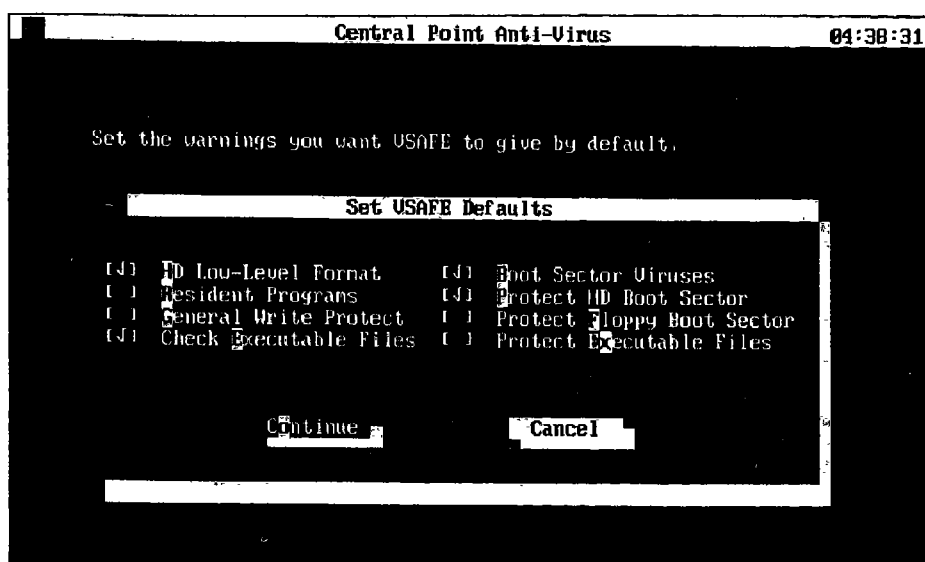 Central Point Anti-Virus 04:38:31
Set the warnings you want VSAFE to give by default.
Set VSAFE Defaults
[√] HD Low-Level Format [√] Boot Sector Viruses
[ ] Resident Programs [√] Protect HD Boot Sector
[ ] General Write Protect [ ] Protect Floppy Boot Sector
[√] Check Executable Files [ ] Protect Executable Files
Continue Cancel